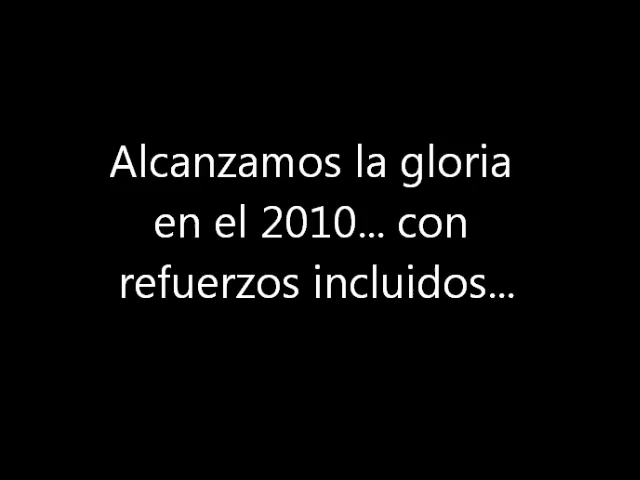 Alcanzamos la gloria
en el 2010... con
refuerzos incluidos...